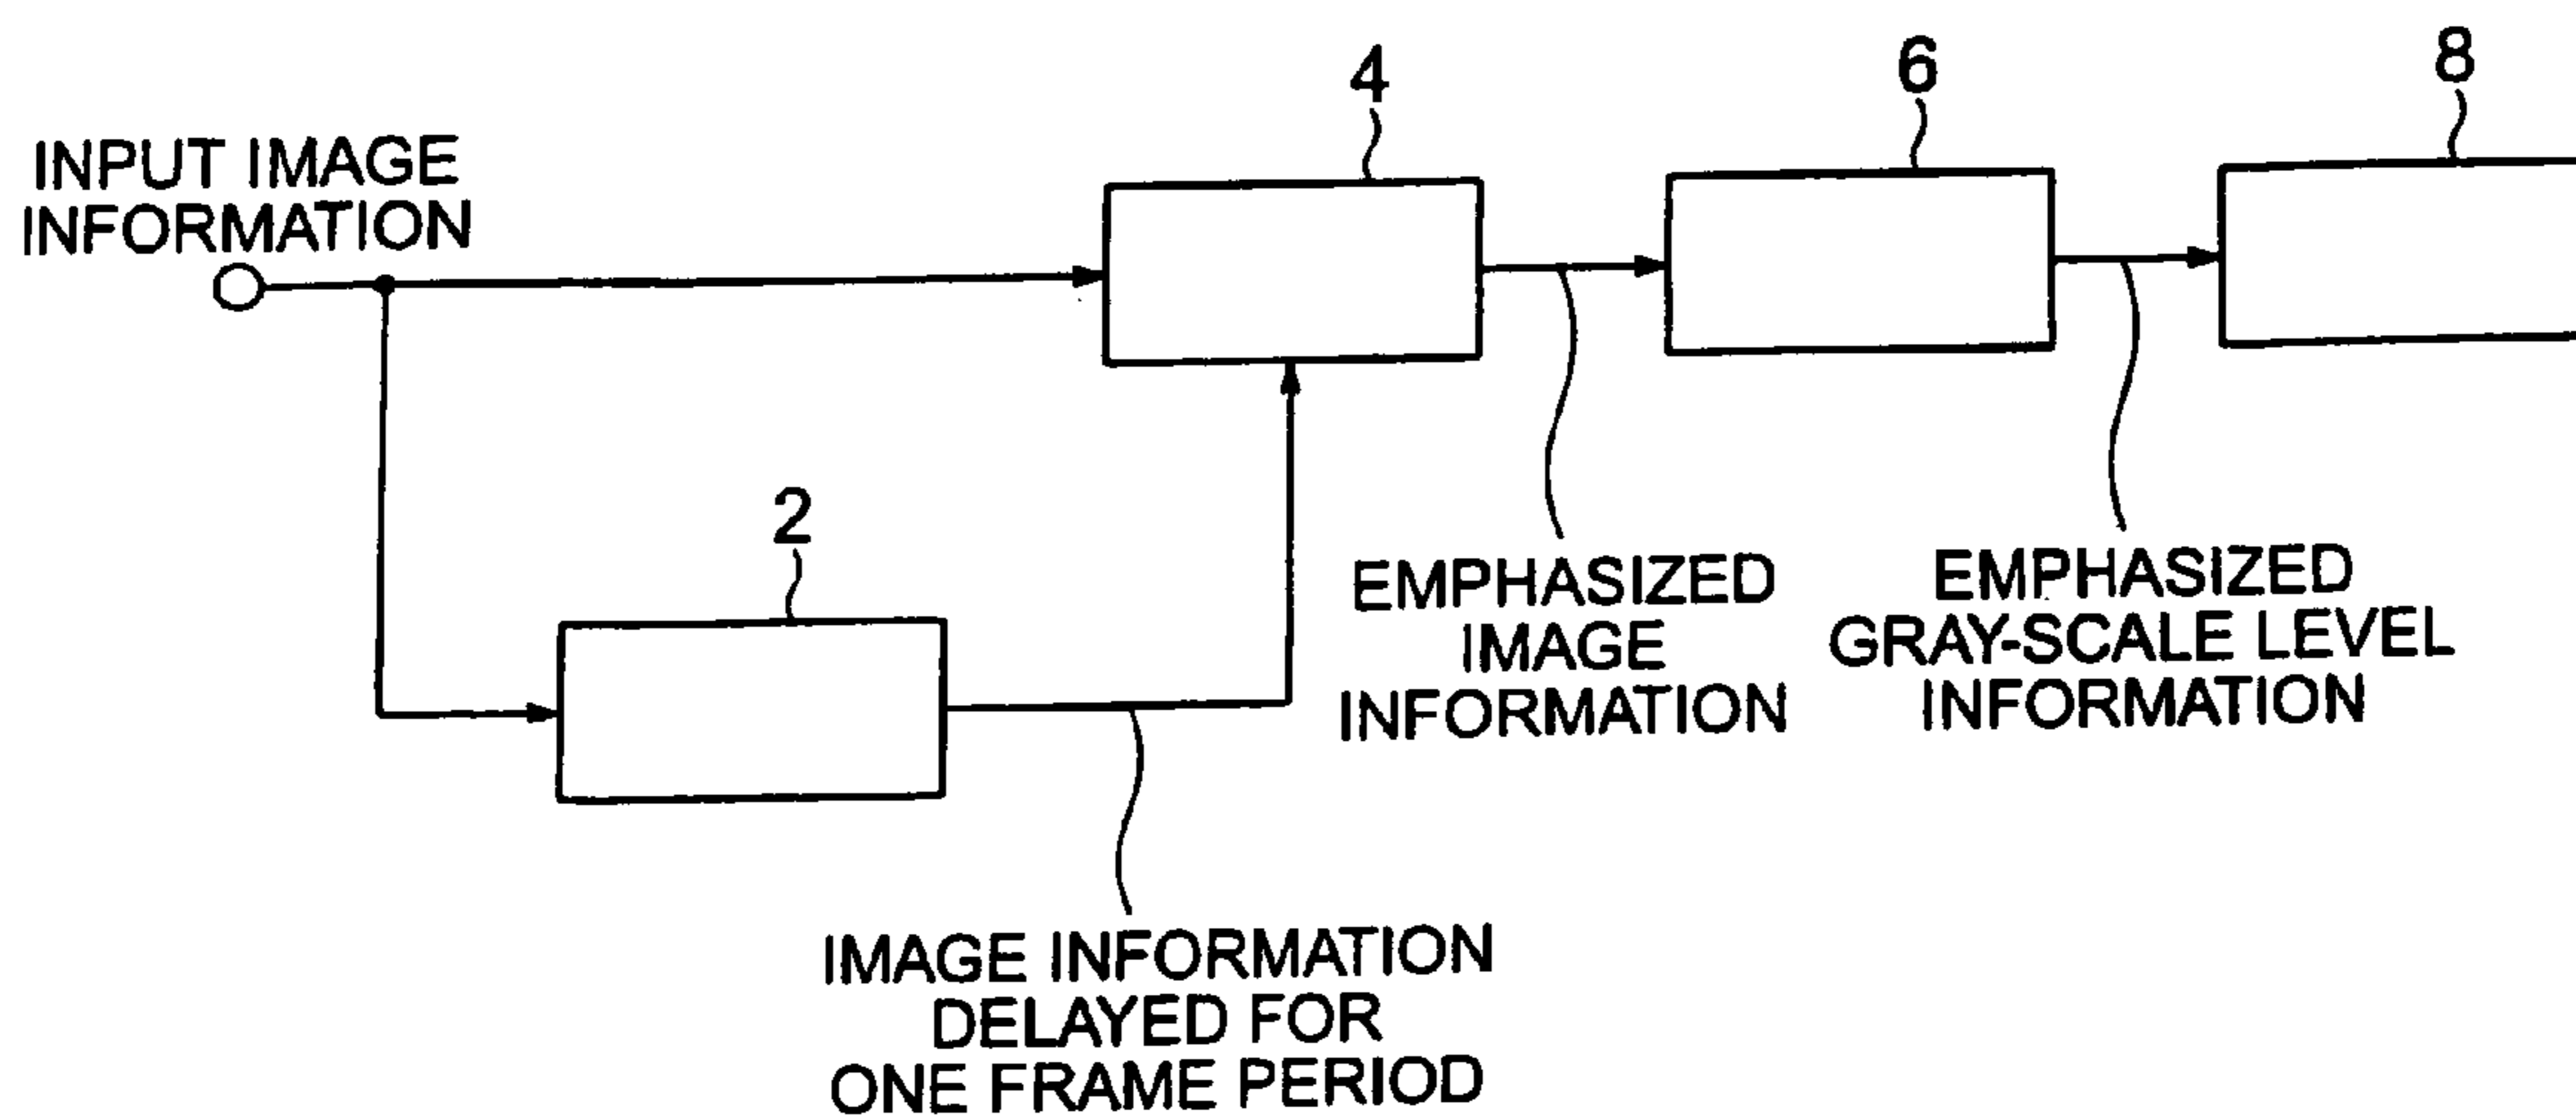 4
6
8
INPUT IMAGE
INFORMATION
2
EMPHASIZED
IMAGE
INFORMATION
EMPHASIZED
GRAY-SCALE LEVEL
INFORMATION
IMAGE INFORMATION
DELAYED FOR
ONE FRAME PERIOD